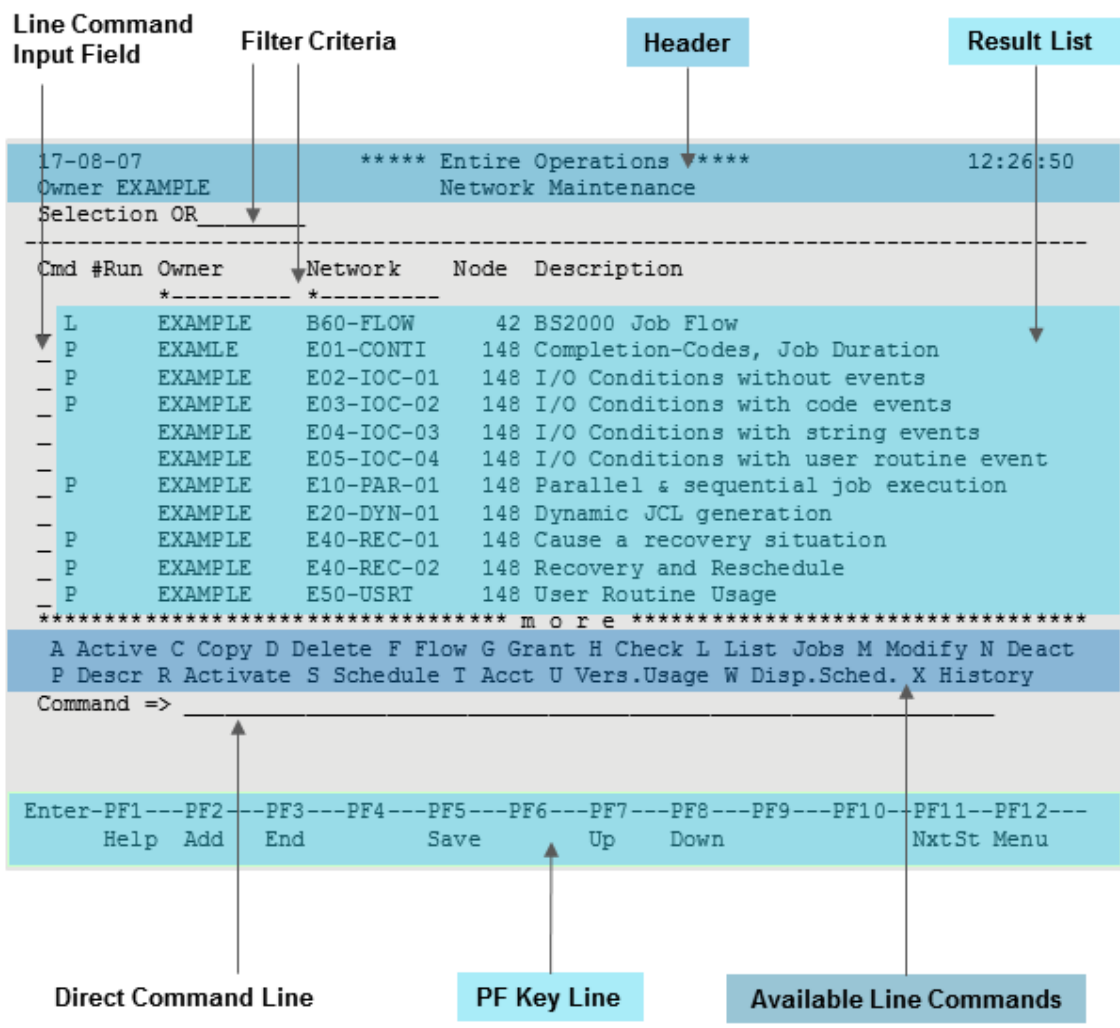 Line Command
Input Field
Filter Criteria
Header
Result List
17-08-07 ***** Entire Operations ***** 12:26:50
Owner EXAMPLE Network Maintenance
Selection OR__________
--------------------------------------------------------------------------------
Cmd #Run Owner Network Node Description
*--------- *---------
L EXAMPLE B60-FLOW 42 BS2000 Job Flow
_ P EXAMLE E01-CONTI 148 Completion-Codes, Job Duration
_ P EXAMPLE E02-IOC-01 148 I/O Conditions without events
_ P EXAMPLE E03-IOC-02 148 I/O Conditions with code events
_ EXAMPLE E04-IOC-03 148 I/O Conditions with string events
_ EXAMPLE E05-IOC-04 148 I/O Conditions with user routine event
_ P EXAMPLE E10-PAR-01 148 Parallel & sequential job execution
_ EXAMPLE E20-DYN-01 148 Dynamic JCL generation
_ P EXAMPLE E40-REC-01 148 Cause a recovery situation
_ P EXAMPLE E40-REC-02 148 Recovery and Reschedule
_ P EXAMPLE E50-USRT 148 User Routine Usage
*********************************** m o r e **********************************
A Active C Copy D Delete F Flow G Grant H Check L List Jobs M Modify N Deact
P Descr R Activate S Schedule T Acct U Vers.Usage W Disp.Sched. X History
Command => ____________________________________________________________
Enter-PF1---PF2---PF3---PF4---PF5---PF6---PF7---PF8---PF9---PF10--PF11--PF12---
Help Add End Save Up Down NxtSt Menu
Direct Command Line
PF Key Line
Available Line Commands